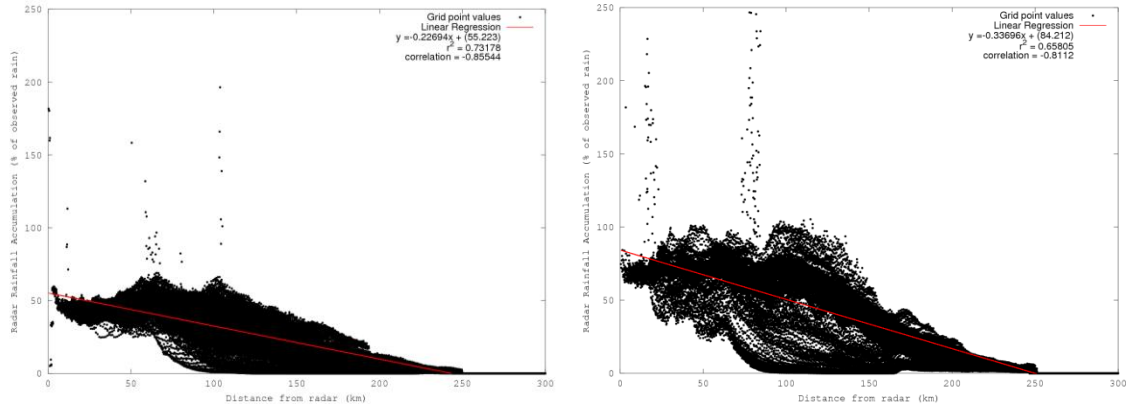 Grid point values
Linear Regression
y=-0.22694x + (55.223)
r² = 0.73178
correlation = -0.85544
250
200
150
100
50
0
Radar Rainfall Accumulation (% of observed rain)
0 50 100 150 200 250 300
Distance from radar (km)
Grid point values
Linear Regression
y=-0.33696x + (84.212)
r² = 0.65805
correlation = -0.8112
250
200
150
100
50
0
Radar Rainfall Accumulation (% of observed rain)
0 50 100 150 200 250 300
Distance from radar (km)